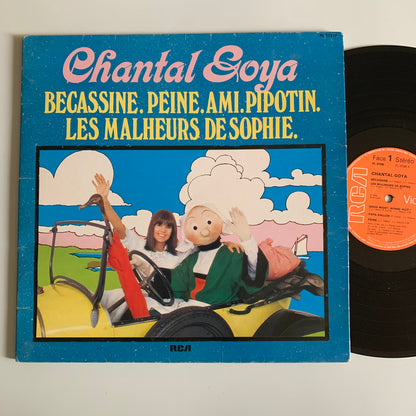 Chantal Goya
BECASSINE. PEINE. AMI. PIPOTIN.
LES MALHEURS DE SOPHIE.
RCA
RCA
Face 1 Stéréo
CHANTAL GOYA
BECASSINE
LES MALHEURS DE SOPHIE